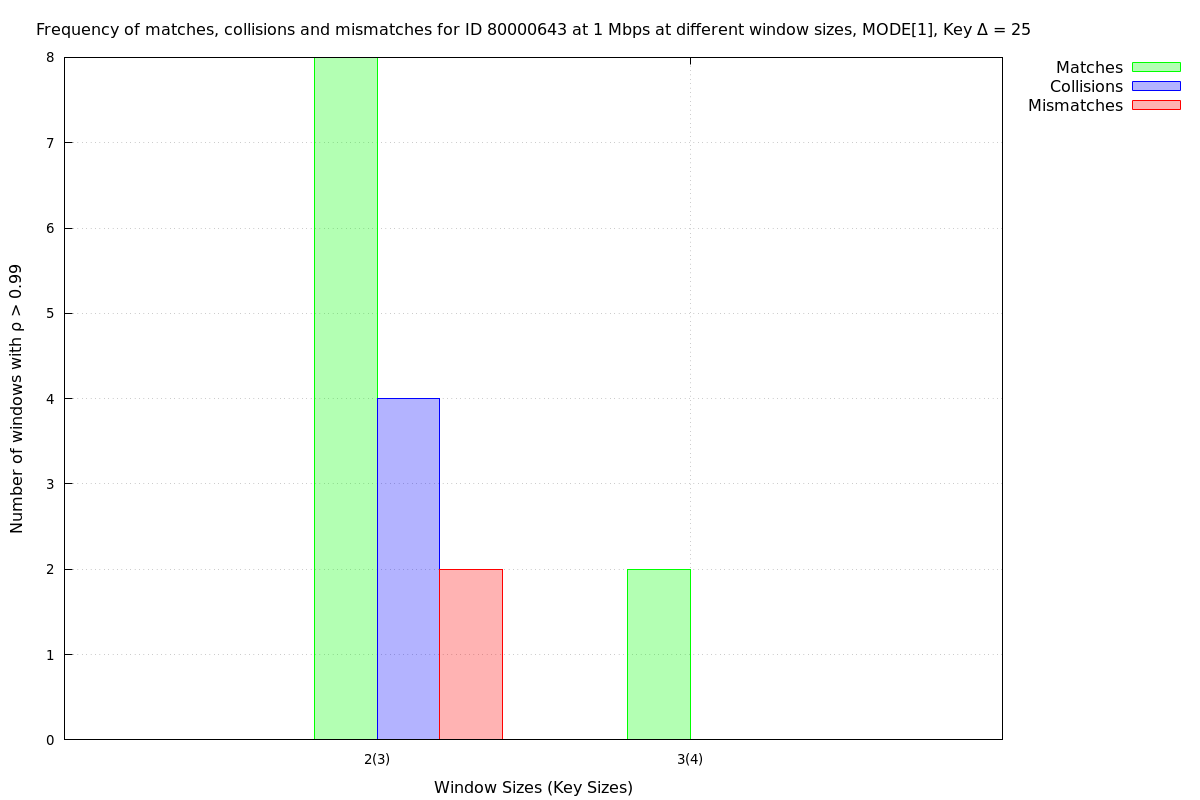 Frequency of matches, collisions and mismatches for ID 80000643 at 1 Mbps at different window sizes, MODE[1], Key Δ = 25
Matches
Collisions
Mismatches
Number of windows with ρ > 0.99
8
7
6
5
4
3
2
1
0
2(3)
3(4)
Window Sizes (Key Sizes)